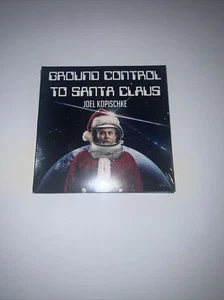 GROUND CONTROL
TO SANTA CLAUS
JOEL KOPISCHKE